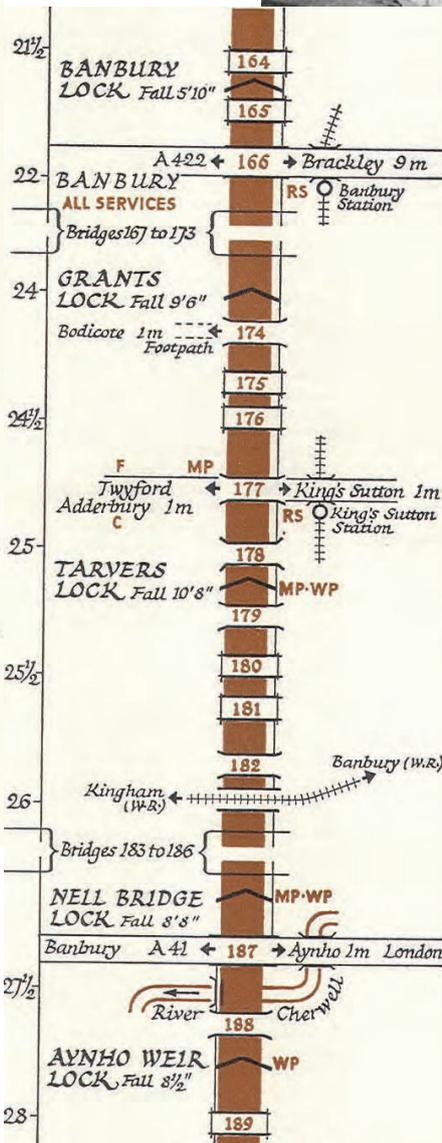 21½
164
BANBURY
LOCK Fall 5'10"
165
A422 166 Brackley 9 m
22
BANBURY
ALL SERVICES
RS Banbury
Station
Bridges 167 to 173
GRANTS
LOCK Fall 9'6"
24
Bodicote 1m
Footpath
174
175
24½
176
F MP
Twyford 177 King's Sutton 1m
Adderbury 1m
C
RS King's Sutton
Station
25
178
TARVERS
LOCK Fall 10'8"
MP·WP
179
25½
180
181
182
Banbury (W.R.)
Kingham
(W.R.)
26
Bridges 183 to 186
NELL BRIDGE
LOCK Fall 8'8"
MP·WP
Banbury A41 187 Aynho 1m London
27½
River Cherwell
188
AYNHO WEIR
LOCK Fall 8½"
WP
28
189